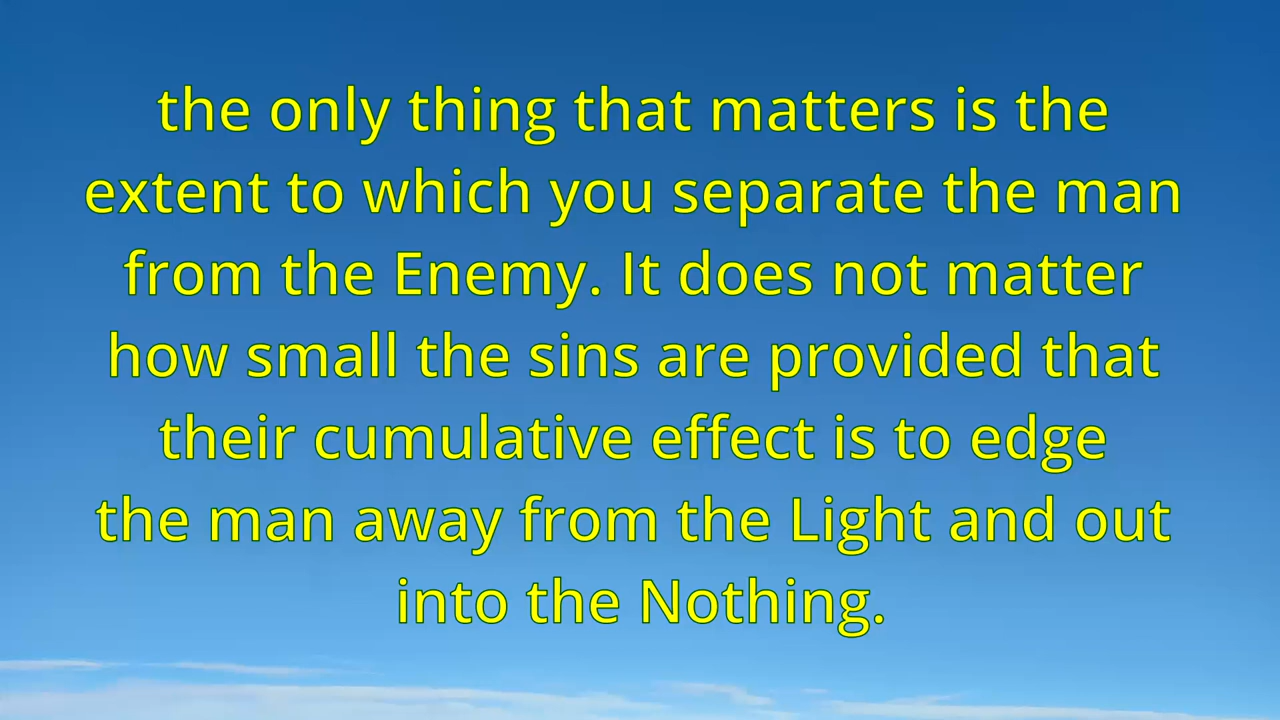 the only thing that matters is the
extent to which you separate the man
from the Enemy. It does not matter
how small the sins are provided that
their cumulative effect is to edge
the man away from the Light and out
into the Nothing.